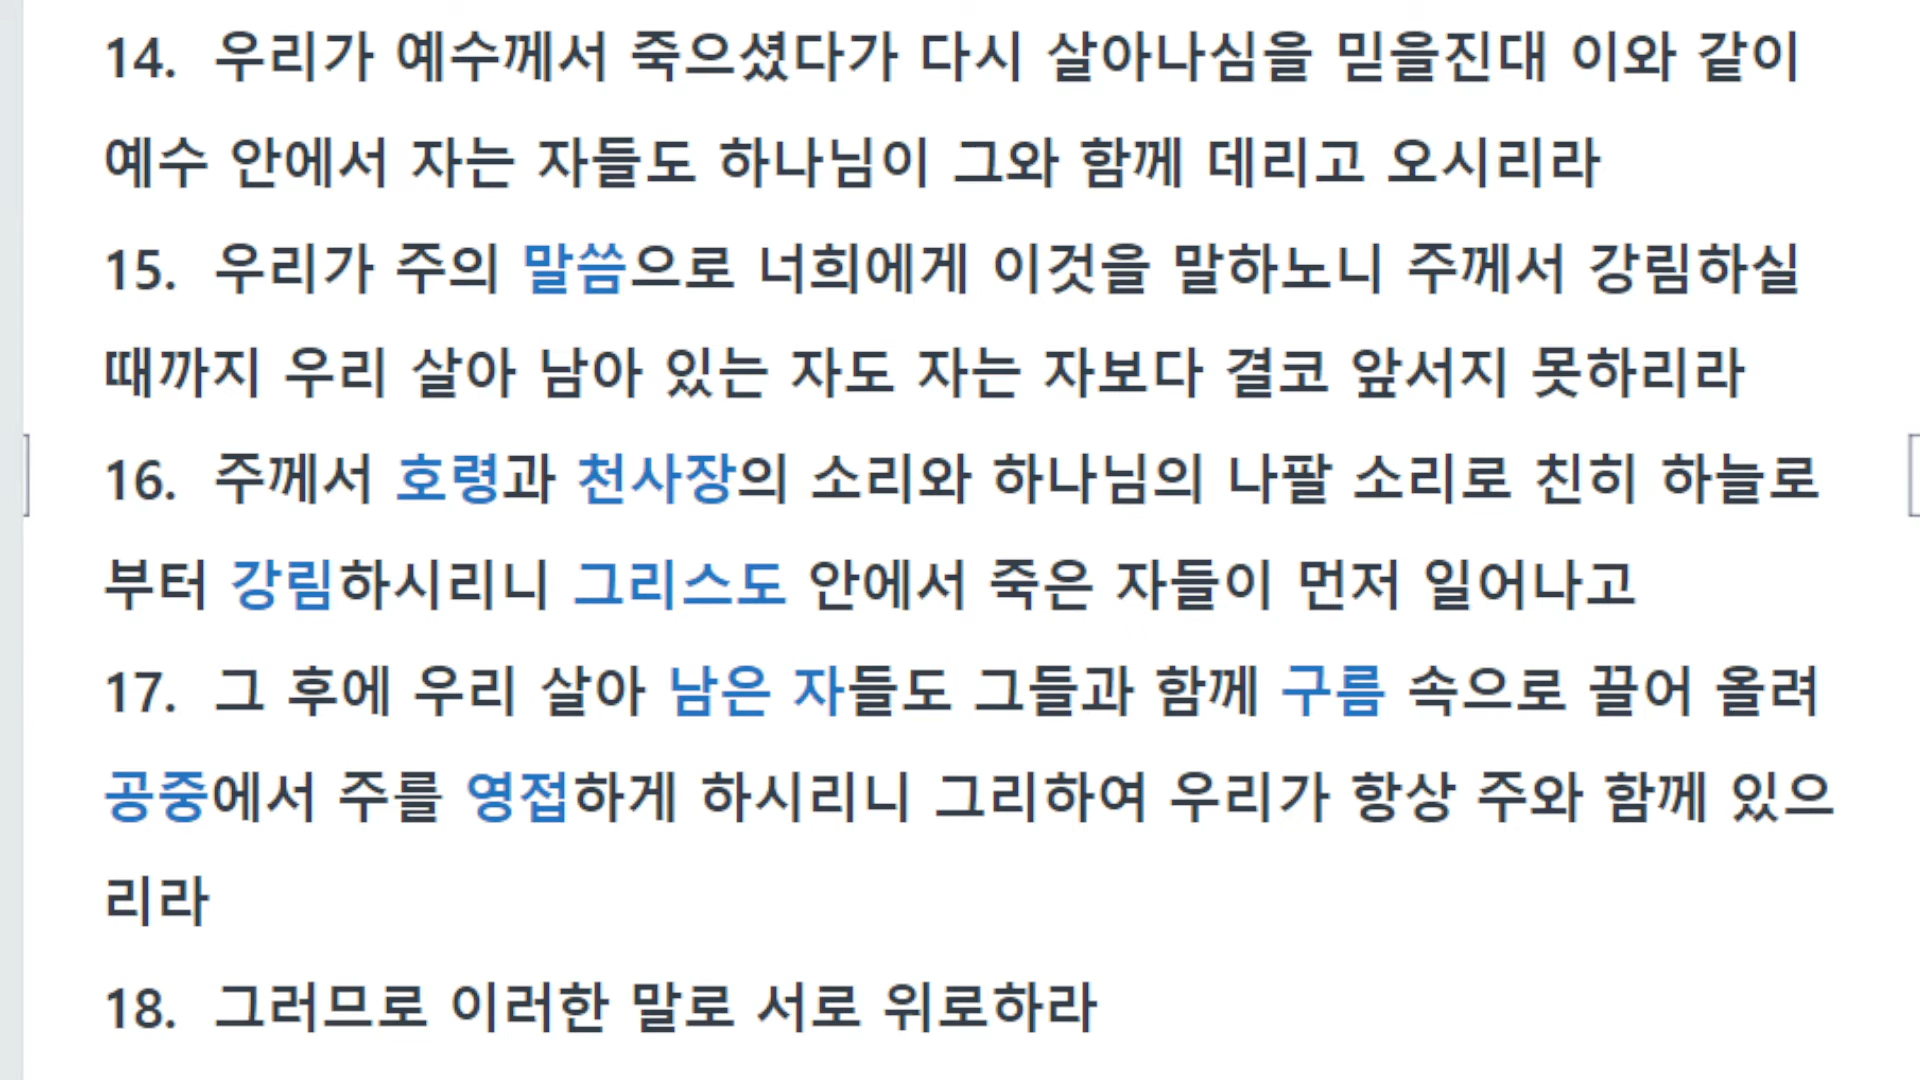 14. 우리가 예수께서 죽으셨다가 다시 살아나심을 믿을진대 이와 같이
예수 안에서 자는 자들도 하나님이 그와 함께 데리고 오시리라
15. 우리가 주의 말씀으로 너희에게 이것을 말하노니 주께서 강림하실
때까지 우리 살아 남아 있는 자도 자는 자보다 결코 앞서지 못하리라
16. 주께서 호령과 천사장의 소리와 하나님의 나팔 소리로 친히 하늘로
부터 강림하시리니 그리스도 안에서 죽은 자들이 먼저 일어나고
17. 그 후에 우리 살아 남은 자들도 그들과 함께 구름 속으로 끌어 올려
공중에서 주를 영접하게 하시리니 그리하여 우리가 항상 주와 함께 있으
리라
18. 그러므로 이러한 말로 서로 위로하라